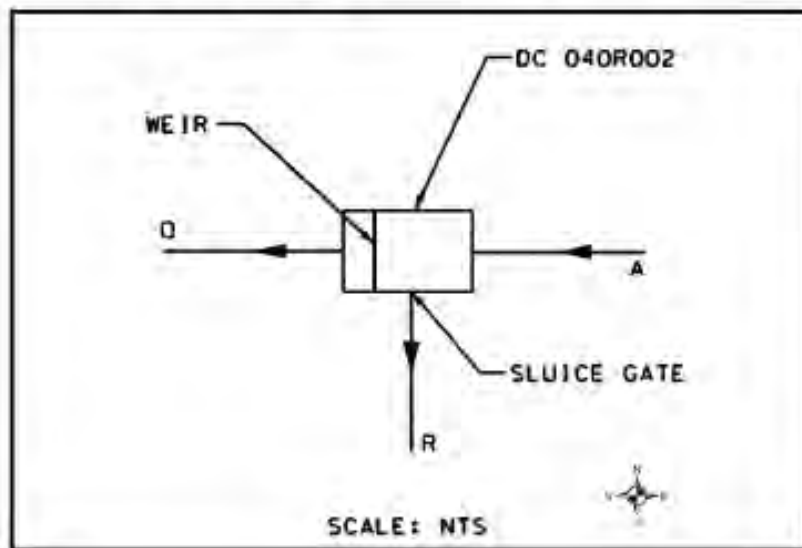 DC 040R002
WEIR
O
A
SLUICE GATE
R
N
SCALE: NTS